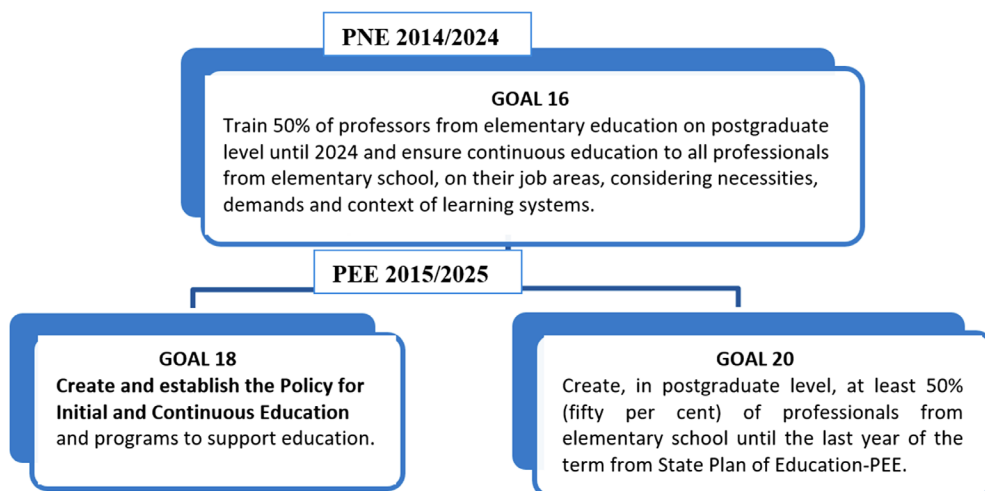 PNE 2014/2024
GOAL 16
Train 50% of professors from elementary education on postgraduate
level until 2024 and ensure continuous education to all professionals
from elementary school, on their job areas, considering necessities,
demands and context of learning systems.
PEE 2015/2025
GOAL 18
Create and establish the Policy for
Initial and Continuous Education
and programs to support education.
GOAL 20
Create, in postgraduate level, at least 50%
(fifty per cent) of professionals from
elementary school until the last year of the
term from State Plan of Education-PEE.